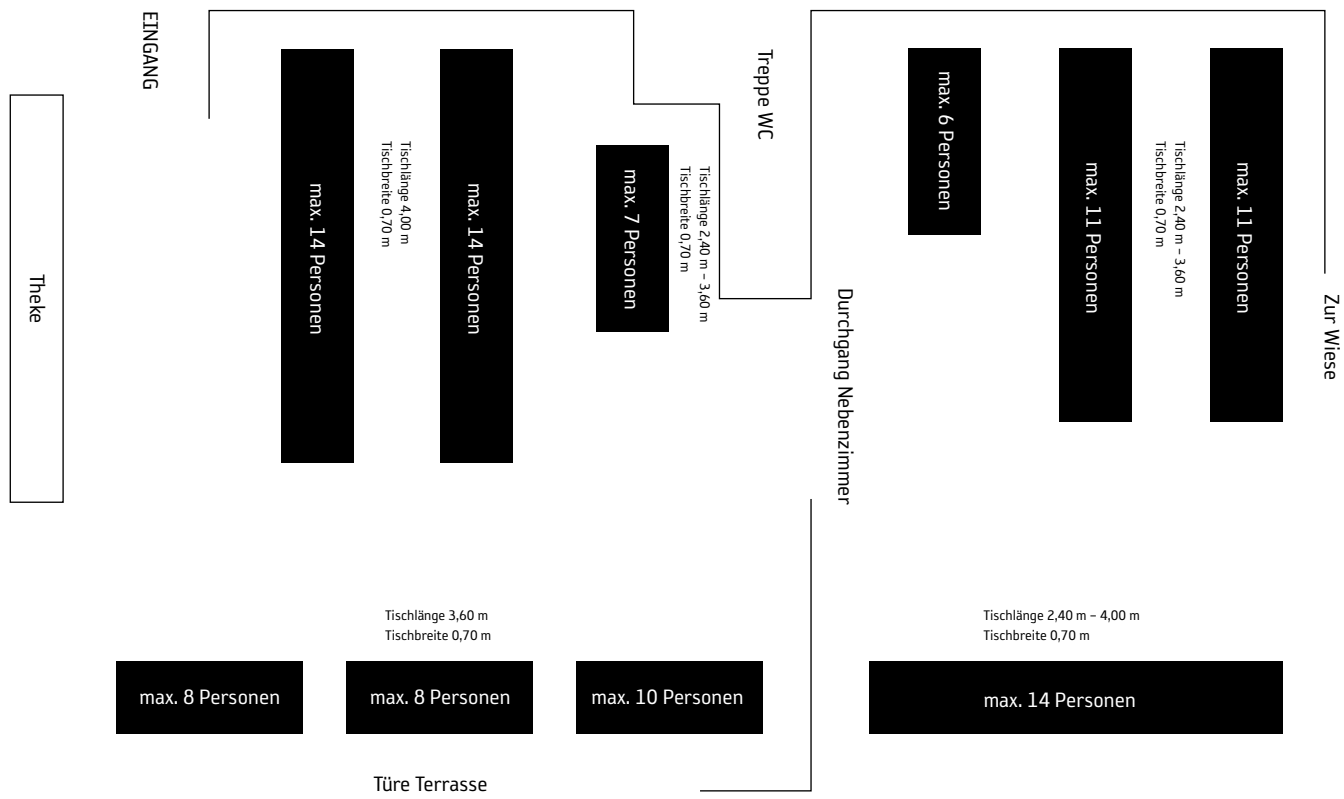 EINGANG
Theke
max. 14 Personen
Tischlänge 4,00 m
Tischbreite 0,70 m
max. 14 Personen
max. 7 Personen
Tischlänge 2,40 m – 3,60 m
Tischbreite 0,70 m
Treppe WC
Durchgang Nebenzimmer
max. 6 Personen
max. 11 Personen
Tischlänge 2,40 m – 3,60 m
Tischbreite 0,70 m
max. 11 Personen
Zur Wiese
Tischlänge 3,60 m
Tischbreite 0,70 m
max. 8 Personen
max. 8 Personen
max. 10 Personen
Tischlänge 2,40 m – 4,00 m
Tischbreite 0,70 m
max. 14 Personen
Türe Terrasse